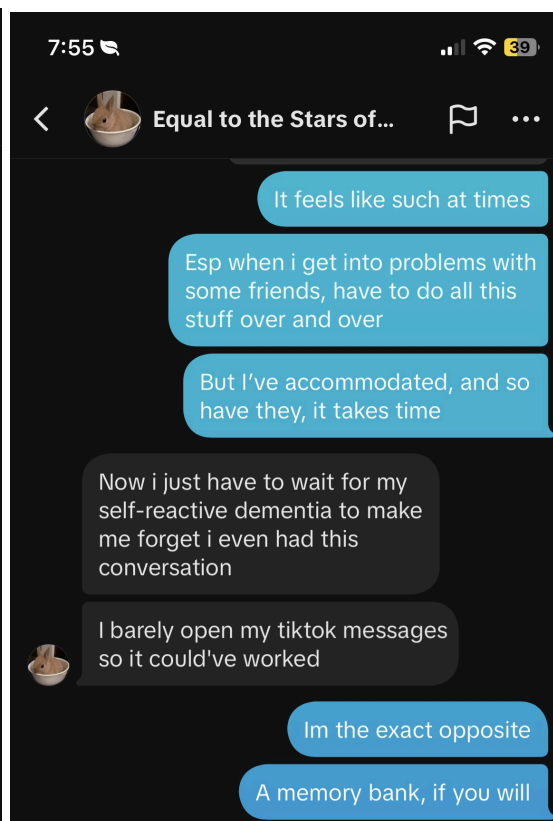 7:55
39
Equal to the Stars of...
It feels like such at times
Esp when i get into problems with
some friends, have to do all this
stuff over and over
But I’ve accommodated, and so
have they, it takes time
Now i just have to wait for my
self-reactive dementia to make
me forget i even had this
conversation
I barely open my tiktok messages
so it could've worked
Im the exact opposite
A memory bank, if you will